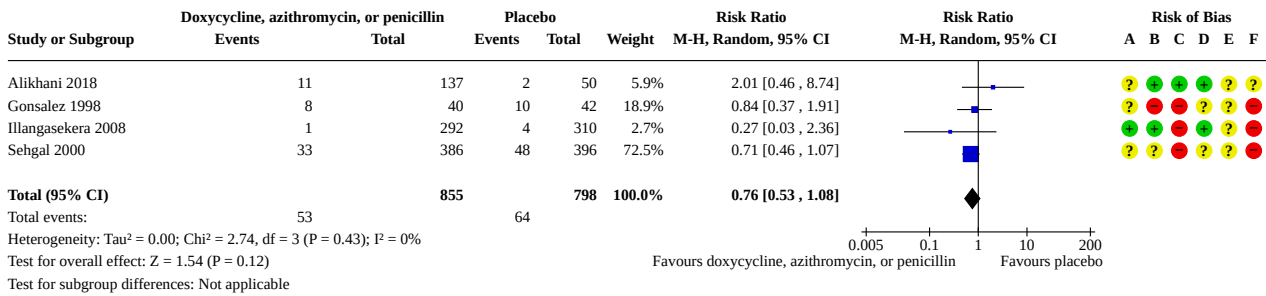 Doxycycline, azithromycin, or penicillin Placebo Risk Ratio Risk Ratio Risk of Bias
Study or Subgroup Events Total Events Total Weight M-H, Random, 95% CI M-H, Random, 95% CI A B C D E F
Alikhani 2018 11 137 2 50 5.9% 2.01 [0.46 , 8.74] ? + + + ? ?
Gonsalez 1998 8 40 10 42 18.9% 0.84 [0.37 , 1.91] ? − − ? ? −
Illangasekera 2008 1 292 4 310 2.7% 0.27 [0.03 , 2.36] + + − + ? −
Sehgal 2000 33 386 48 396 72.5% 0.71 [0.46 , 1.07] ? ? − + ? −
Total (95% CI) 855 798 100.0% 0.76 [0.53 , 1.08]
Total events: 53 64
Heterogeneity: Tau² = 0.00; Chi² = 2.74, df = 3 (P = 0.43); I² = 0%
0.005 0.1 1 10 200
Test for overall effect: Z = 1.54 (P = 0.12) Favours doxycycline, azithromycin, or penicillin Favours placebo
Test for subgroup differences: Not applicable